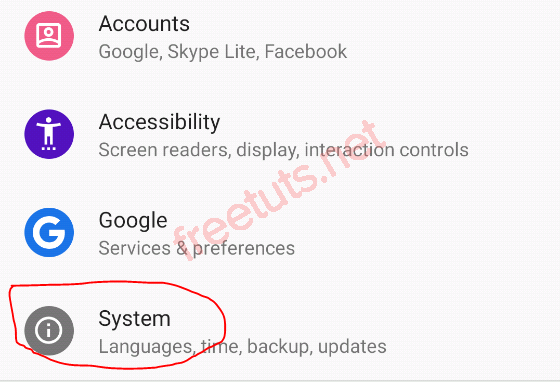 Accounts
Google, Skype Lite, Facebook
Accessibility
Screen readers, display, interaction controls
freetuts.net
Google
Services & preferences
System
Languages, time, backup, updates